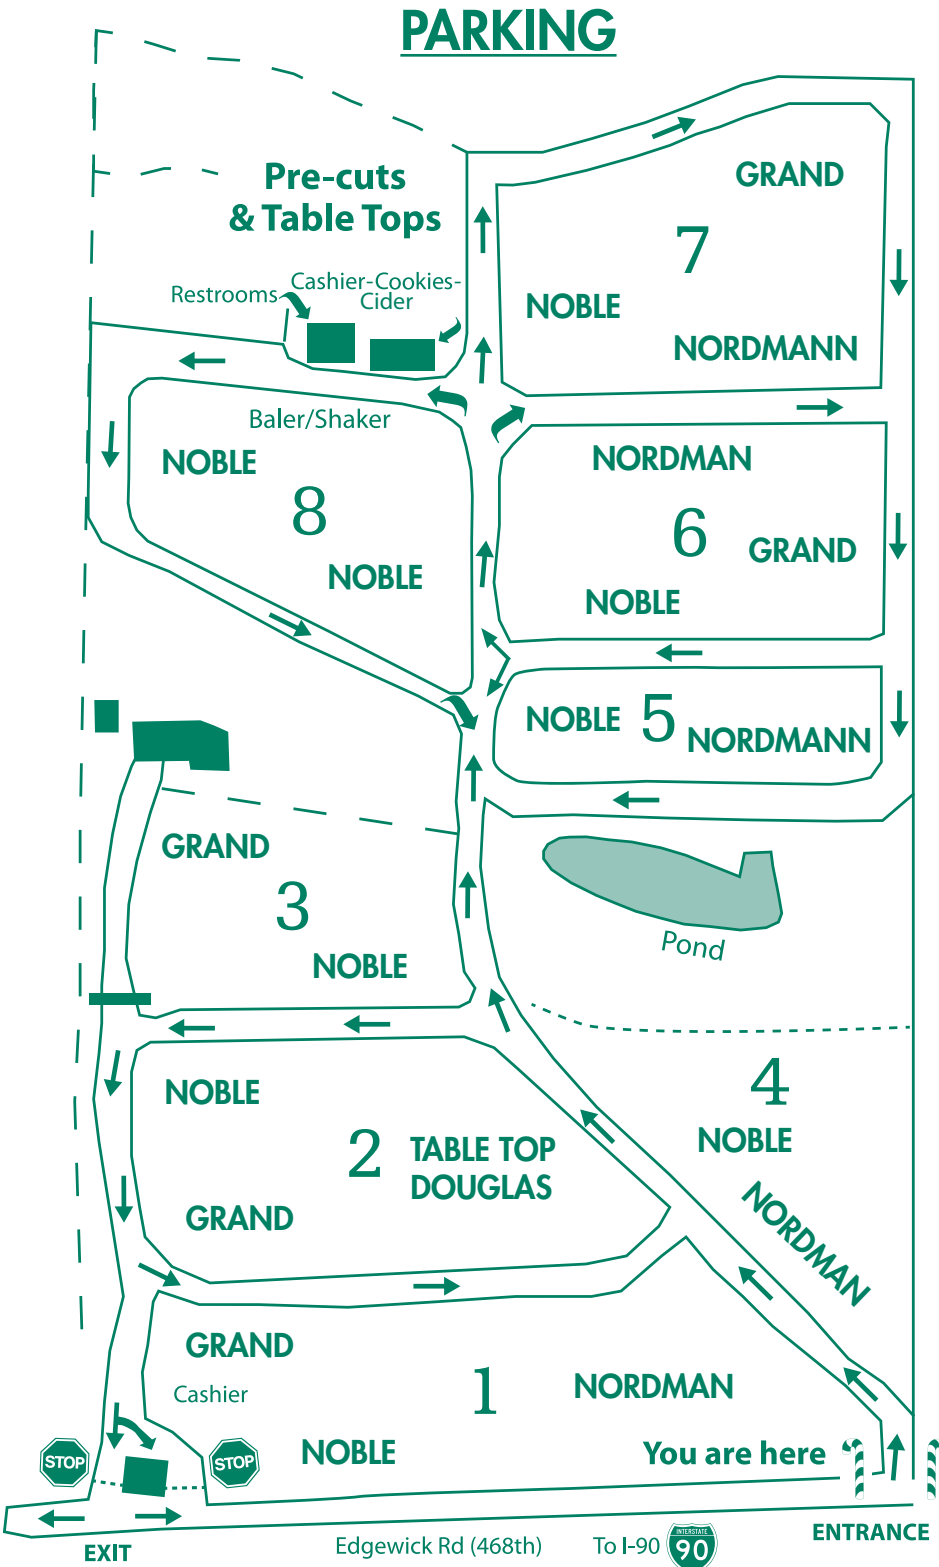 PARKING
Pre-cuts
& Table Tops
GRAND
7
NOBLE
NORDMANN
Restrooms
Cashier-Cookies-
Cider
Baler/Shaker
NOBLE
8
NOBLE
NORDMAN
6
GRAND
NOBLE
NOBLE
5
NORDMANN
GRAND
3
NOBLE
Pond
4
NOBLE
NORDMAN
NOBLE
2
TABLE TOP
DOUGLAS
GRAND
GRAND
1
NORDMAN
Cashier
NOBLE
You are here
STOP
STOP
ENTRANCE
EXIT
Edgewick Rd (468th)
To I-90
INTERSTATE
90